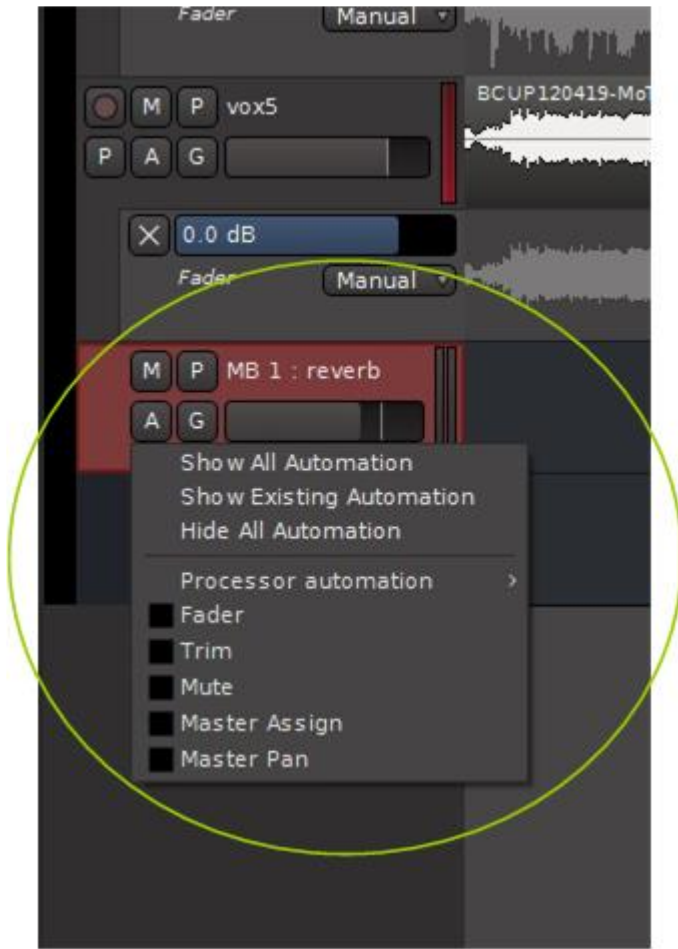 Fader Manual
M P vox5
P A G
BCUP120419-MoT
0.0 dB
Fader Manual
M P MB 1 : reverb
A G
Show All Automation
Show Existing Automation
Hide All Automation
Processor automation
Fader
Trim
Mute
Master Assign
Master Pan